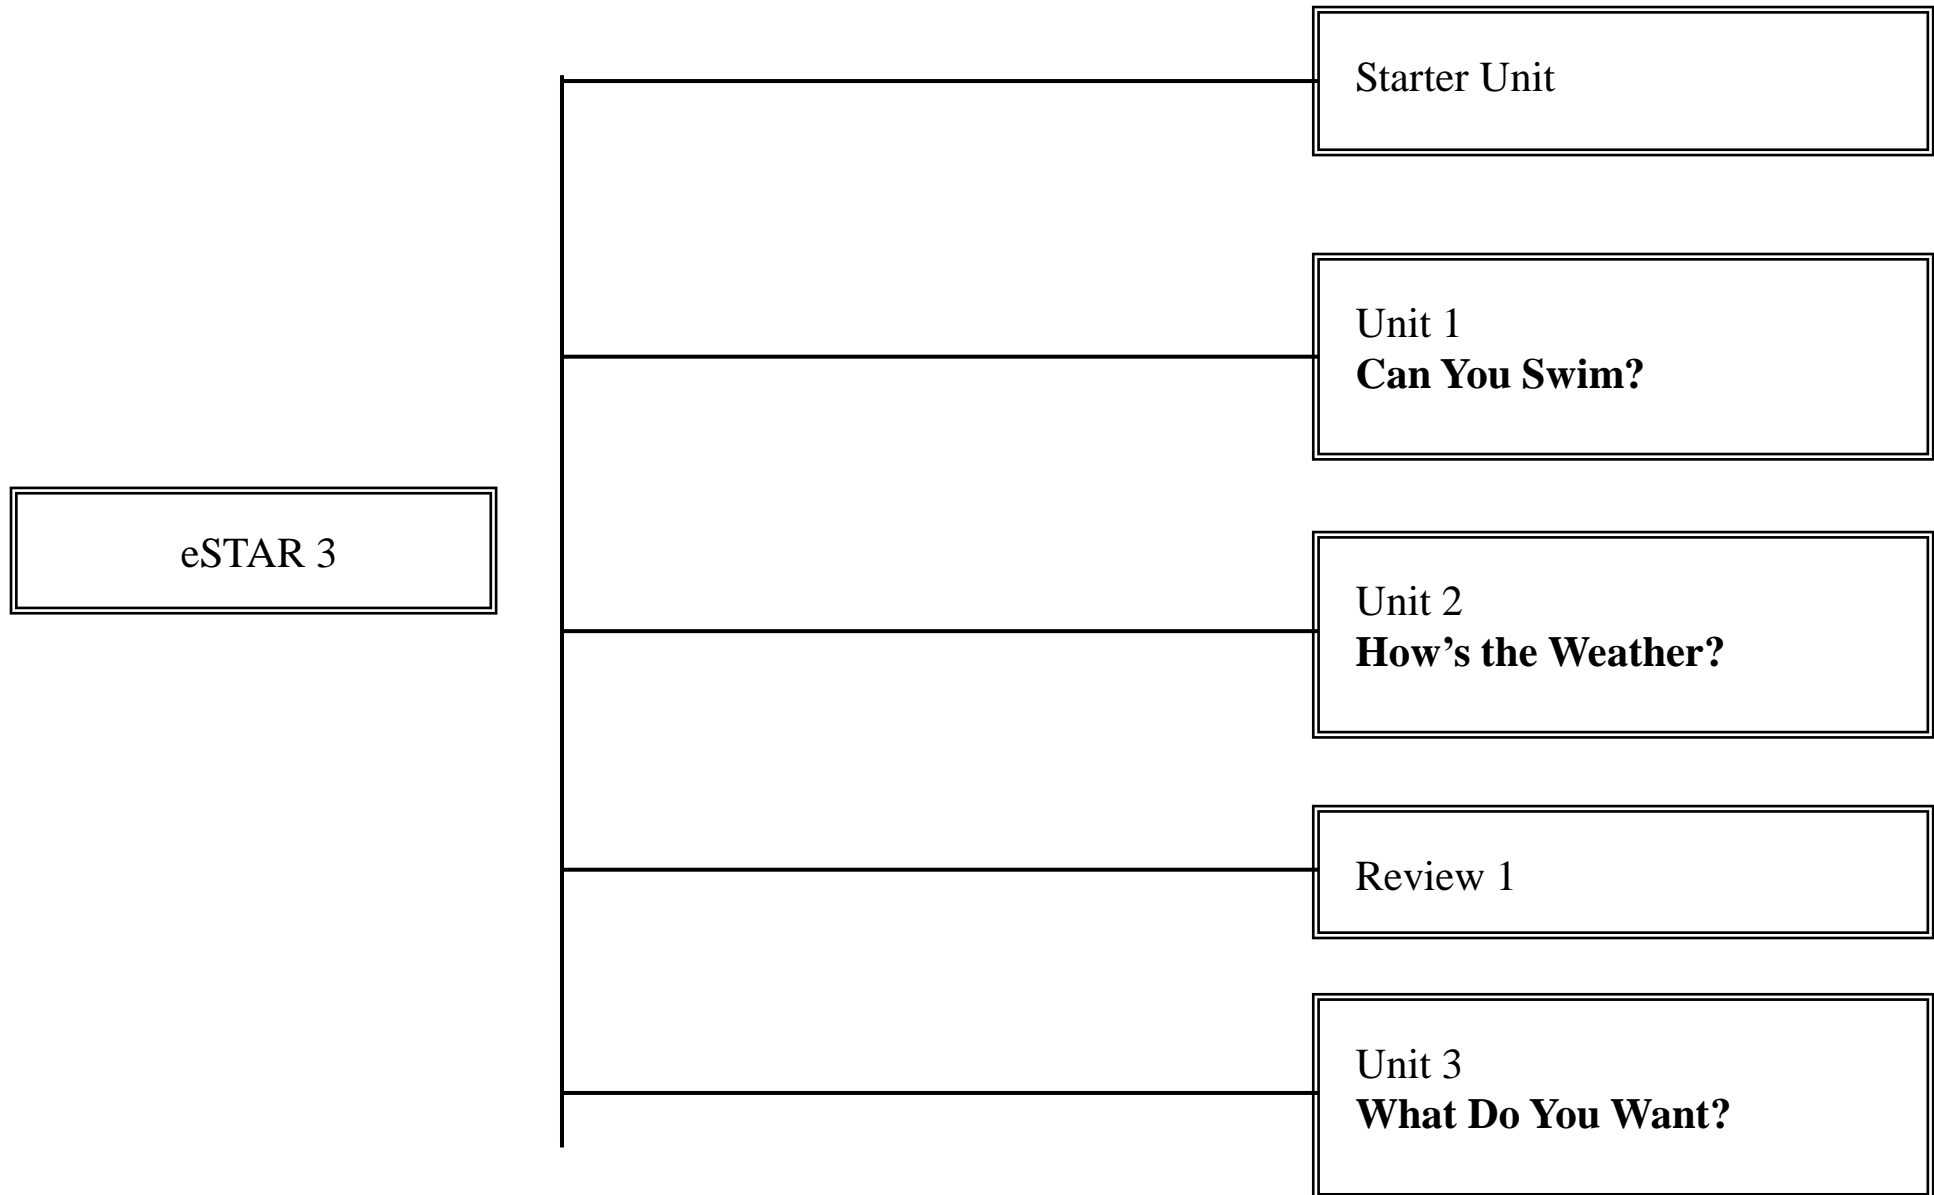 Starter Unit
Unit 1
Can You Swim?
eSTAR 3
Unit 2
How’s the Weather?
Review 1
Unit 3
What Do You Want?